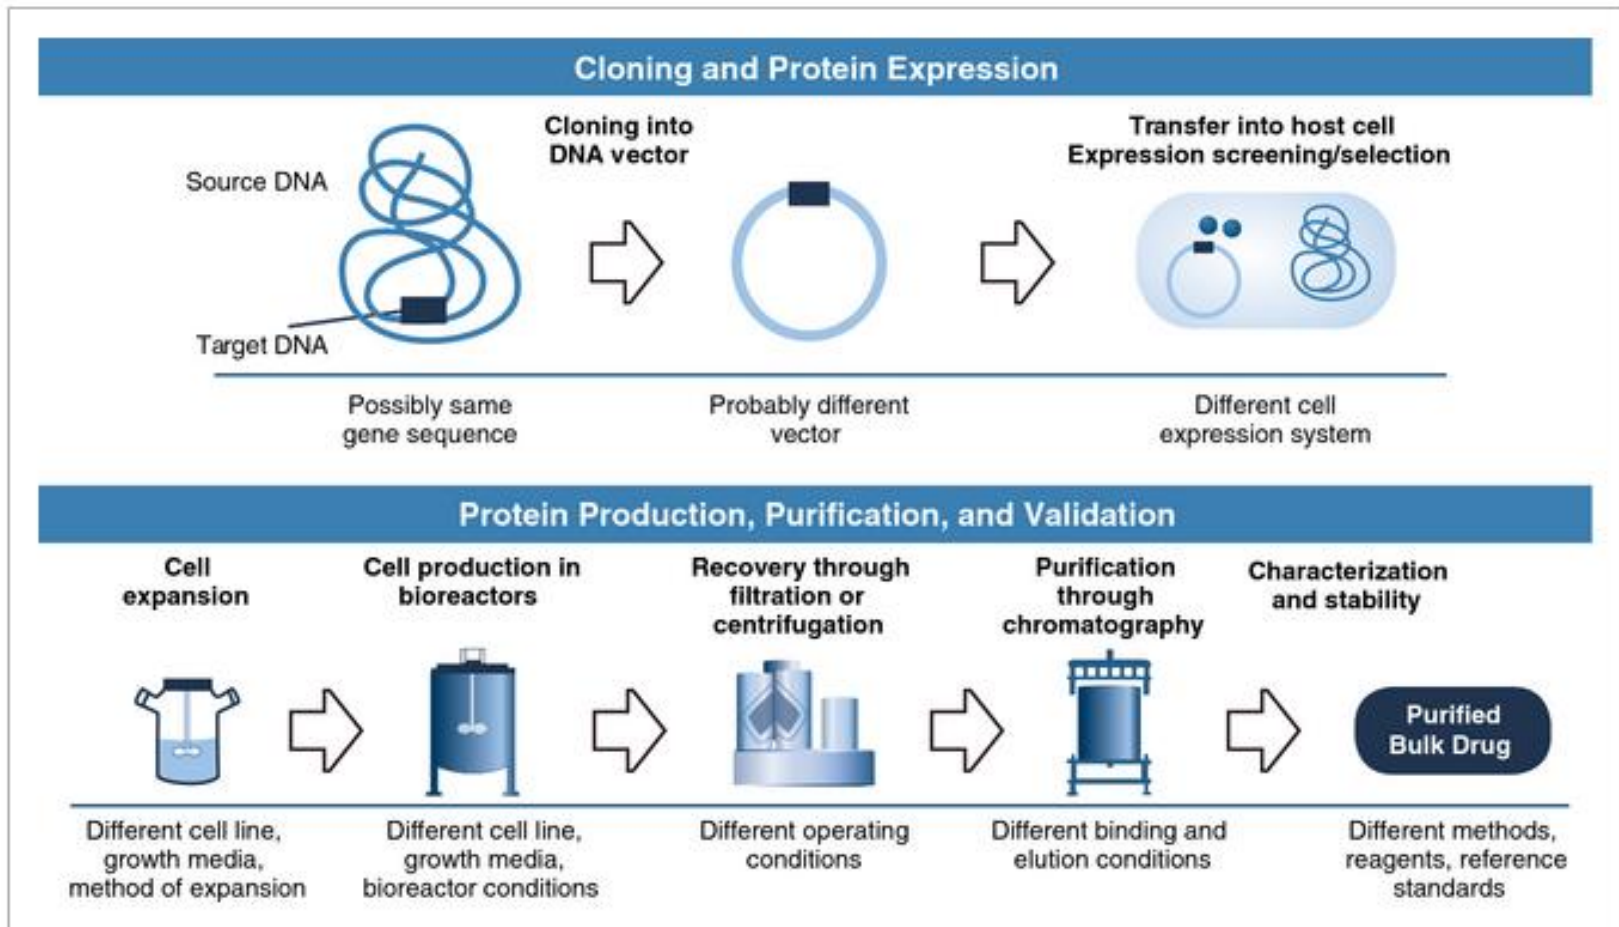 Cloning and Protein Expression
Source DNA
Target DNA
Cloning into
DNA vector
Transfer into host cell
Expression screening/selection
Possibly same
gene sequence
Probably different
vector
Different cell
expression system
Protein Production, Purification, and Validation
Cell
expansion
Cell production in
bioreactors
Recovery through
filtration or
centrifugation
Purification
through
chromatography
Characterization
and stability
Purified
Bulk Drug
Different cell line,
growth media,
method of expansion
Different cell line,
growth media,
bioreactor conditions
Different operating
conditions
Different binding and
elution conditions
Different methods,
reagents, reference
standards